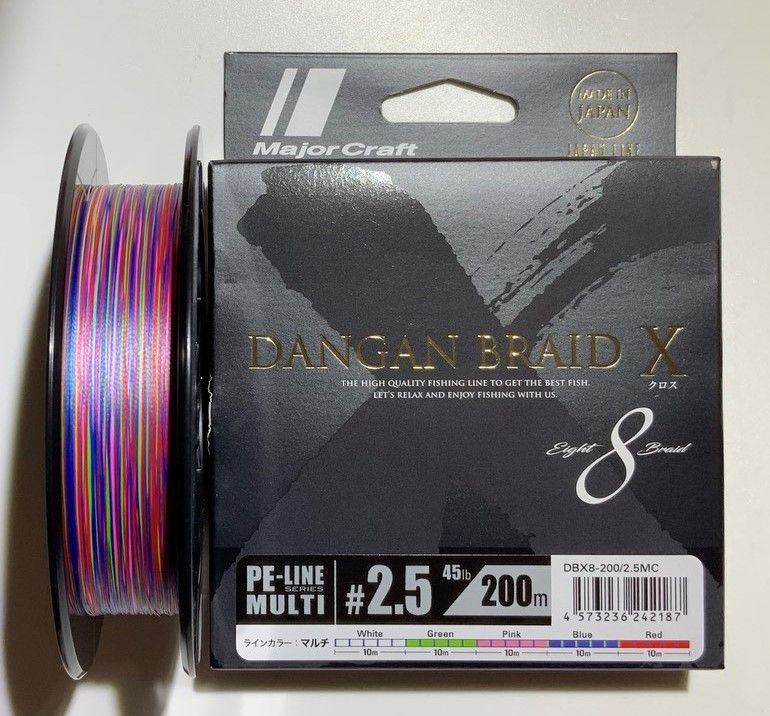 MajorCraft
MADE IN
JAPAN
JAPAN LINE
DANGAN BRAID X
クロス
THE HIGH QUALITY FISHING LINE TO GET THE BEST FISH.
LET'S RELAX AND ENJOY FISHING WITH US.
Eight 8 Braid
PE-LINE
SERIES
MULTI
#2.5
45lb
200m
DBX8-200/2.5MC
4 573236 242187
ラインカラー:マルチ
White Green Pink Blue Red
10m 10m 10m 10m 10m